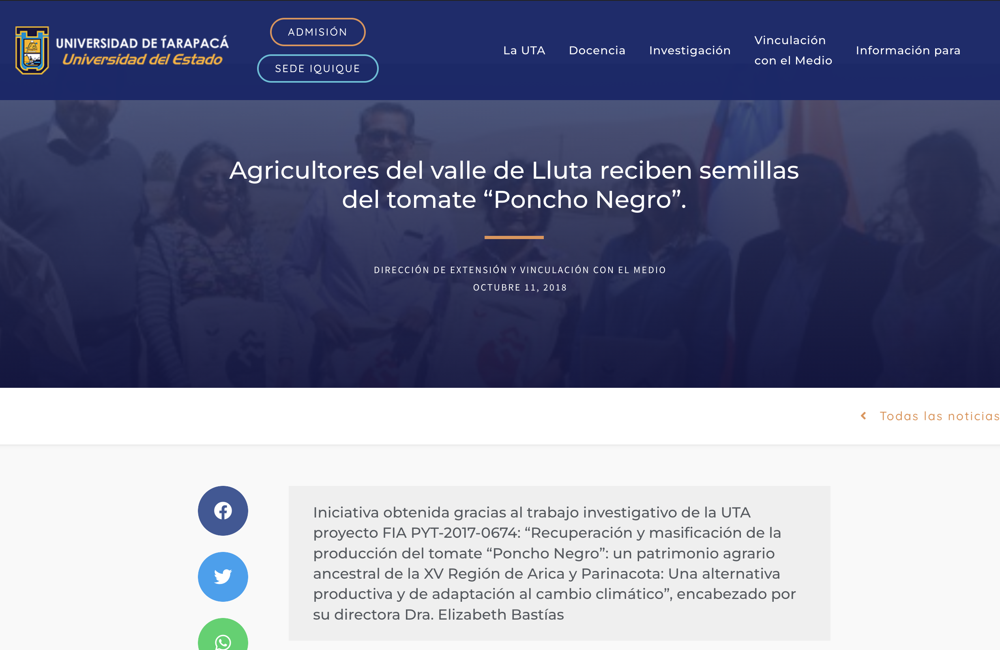 UNIVERSIDAD DE TARAPACÁ
Universidad del Estado
ADMISIÓN
SEDE IQUIQUE
La UTA
Docencia
Investigación
Vinculación
con el Medio
Información para
Agricultores del valle de Lluta reciben semillas
del tomate “Poncho Negro”.
DIRECCIÓN DE EXTENSIÓN Y VINCULACIÓN CON EL MEDIO
OCTUBRE 11, 2018
Todas las noticias
Iniciativa obtenida gracias al trabajo investigativo de la UTA
proyecto FIA PYT-2017-0674: “Recuperación y masificación de la
producción del tomate “Poncho Negro”: un patrimonio agrario
ancestral de la XV Región de Arica y Parinacota: Una alternativa
productiva y de adaptación al cambio climático”, encabezado por
su directora Dra. Elizabeth Bastías